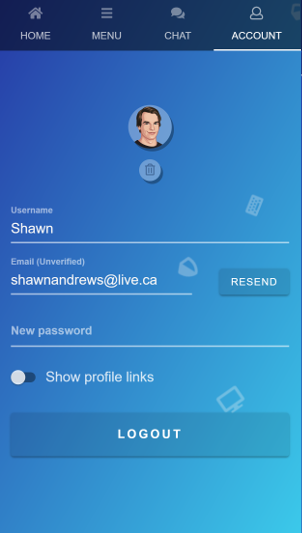 HOME MENU CHAT ACCOUNT
Username
Shawn
Email (Unverified)
shawnandrews@live.ca
RESEND
New password
Show profile links
LOGOUT